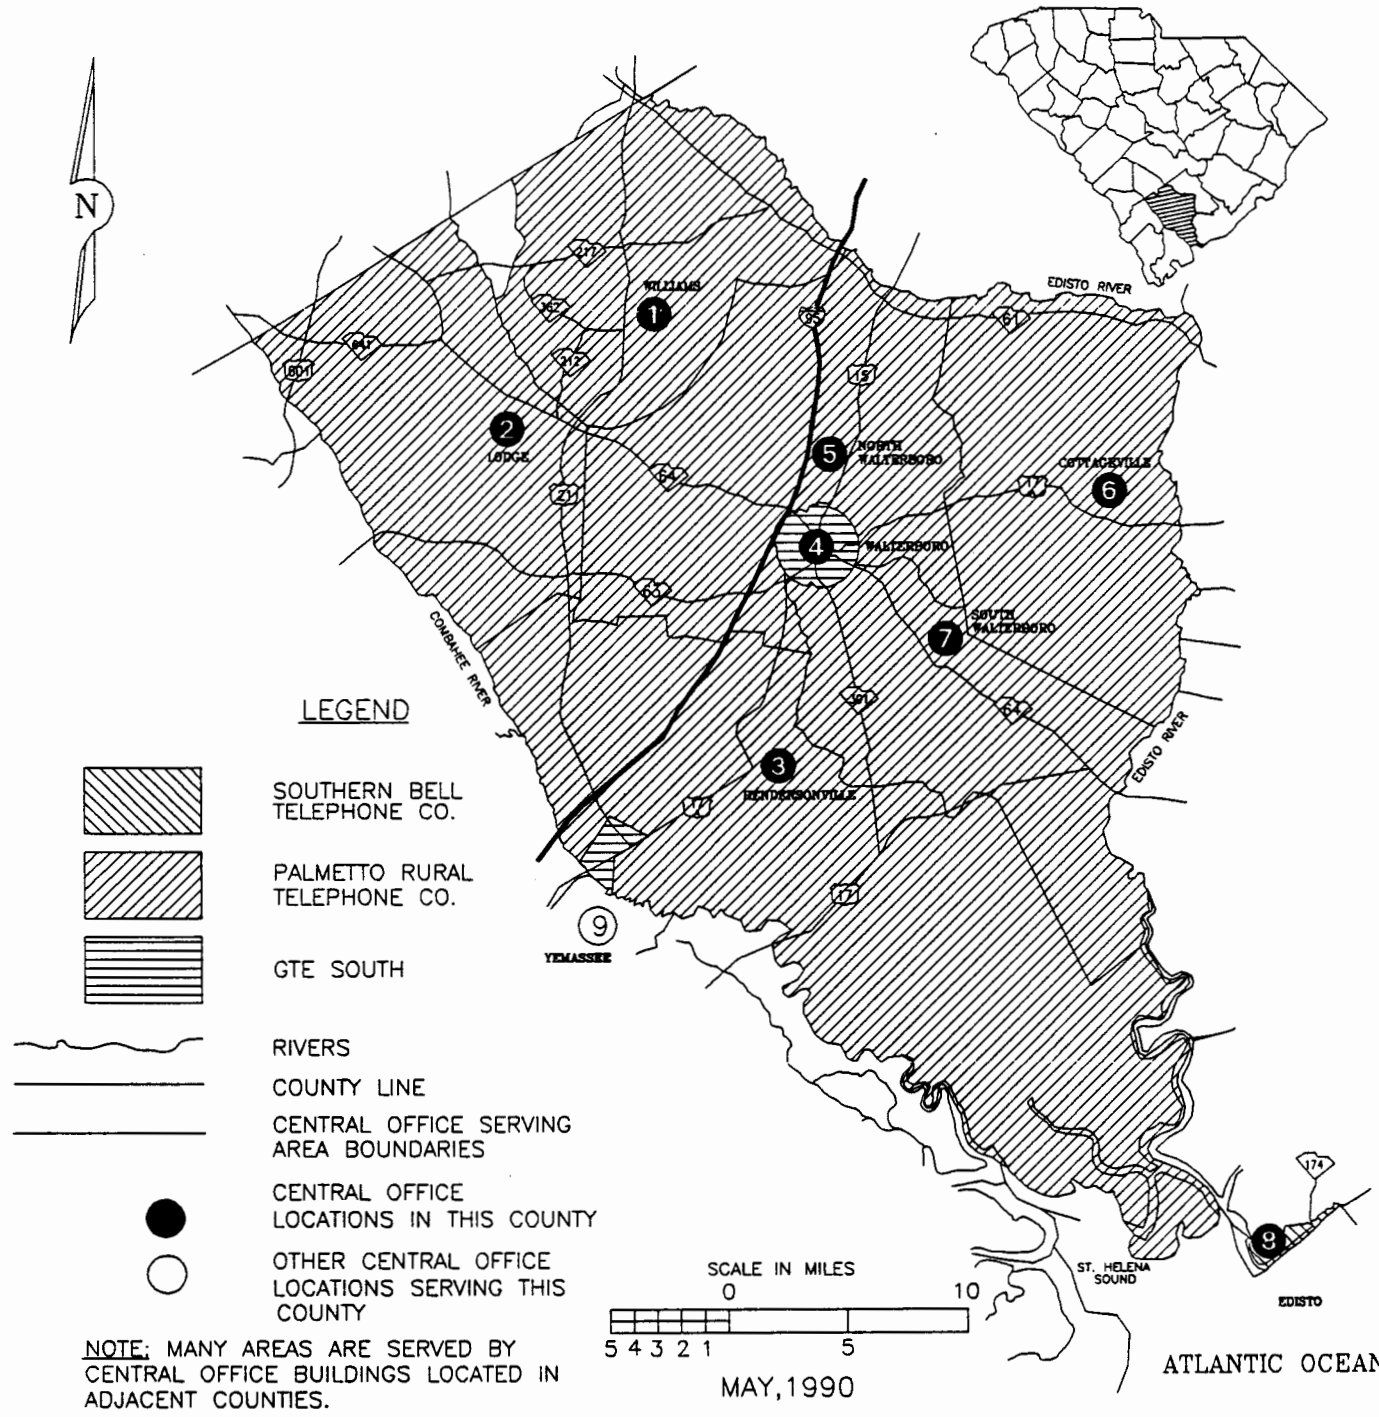 N
EDISTO RIVER
217
WILLIAMS
1
362
95
61
641
212
601
15
2
LODGE
5
NORTH
WALTERBORO
COTTAGEVILLE
64
17
A
6
21
4
WALTERBORO
63
SOUTH
WALTERBORO
7
COMBAHEE RIVER
LEGEND
64
EDISTO RIVER
3
HENDERSONVILLE
17
A
SOUTHERN BELL
TELEPHONE CO.
PALMETTO RURAL
TELEPHONE CO.
17
9
YEMASSEE
GTE SOUTH
RIVERS
COUNTY LINE
CENTRAL OFFICE SERVING
AREA BOUNDARIES
174
CENTRAL OFFICE
LOCATIONS IN THIS COUNTY
8
OTHER CENTRAL OFFICE
LOCATIONS SERVING THIS
COUNTY
ST. HELENA
SOUND
EDISTO
SCALE IN MILES
0 10
5 4 3 2 1 5
NOTE: MANY AREAS ARE SERVED BY
CENTRAL OFFICE BUILDINGS LOCATED IN
ADJACENT COUNTIES.
MAY,1990
ATLANTIC OCEAN